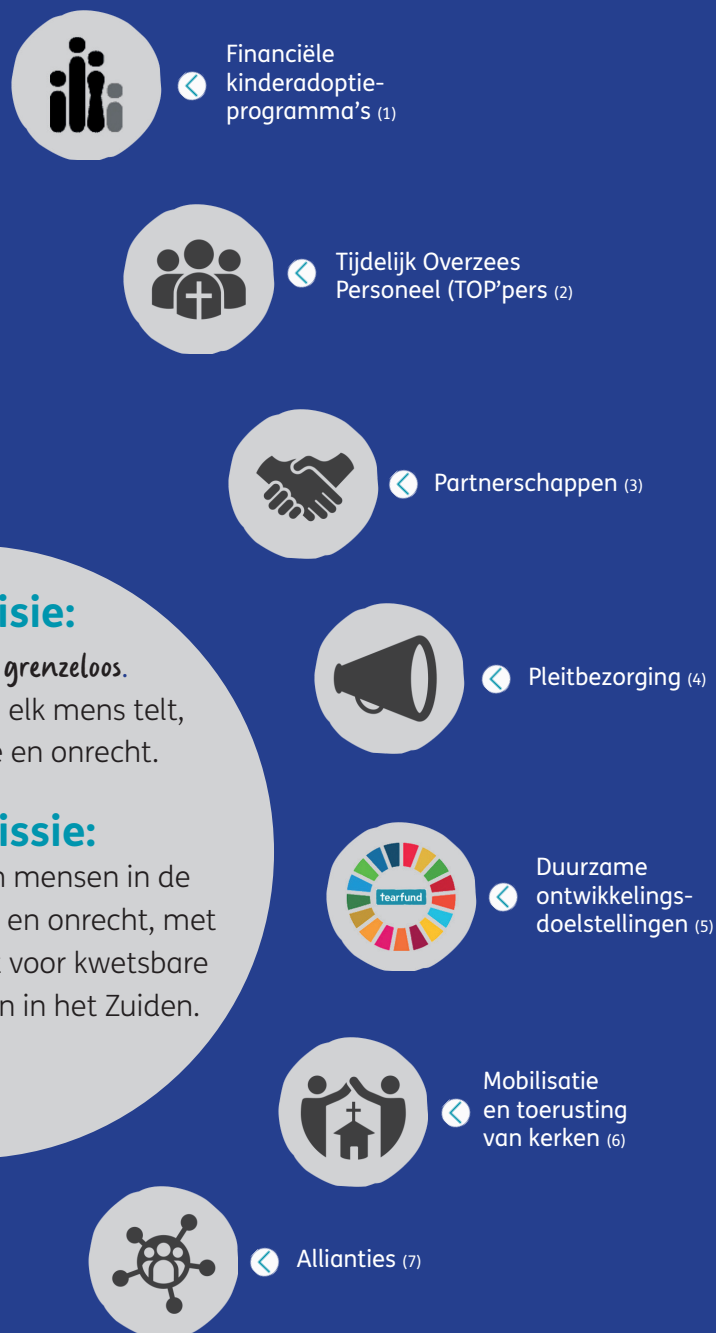 Financiële
kinderadoptie-
programma's (1)
Tijdelijk Overzees
Personeel (TOP'pers (2)
Partnerschappen (3)
isie:
grenzeloos.
elk mens telt,
e en onrecht.
Pleitbezorging (4)
issie:
n mensen in de
en onrecht, met
t voor kwetsbare
n in het Zuiden.
tearfund
Duurzame
ontwikkelings-
doelstellingen (5)
Mobilisatie
en toerusting
van kerken (6)
Allianties (7)